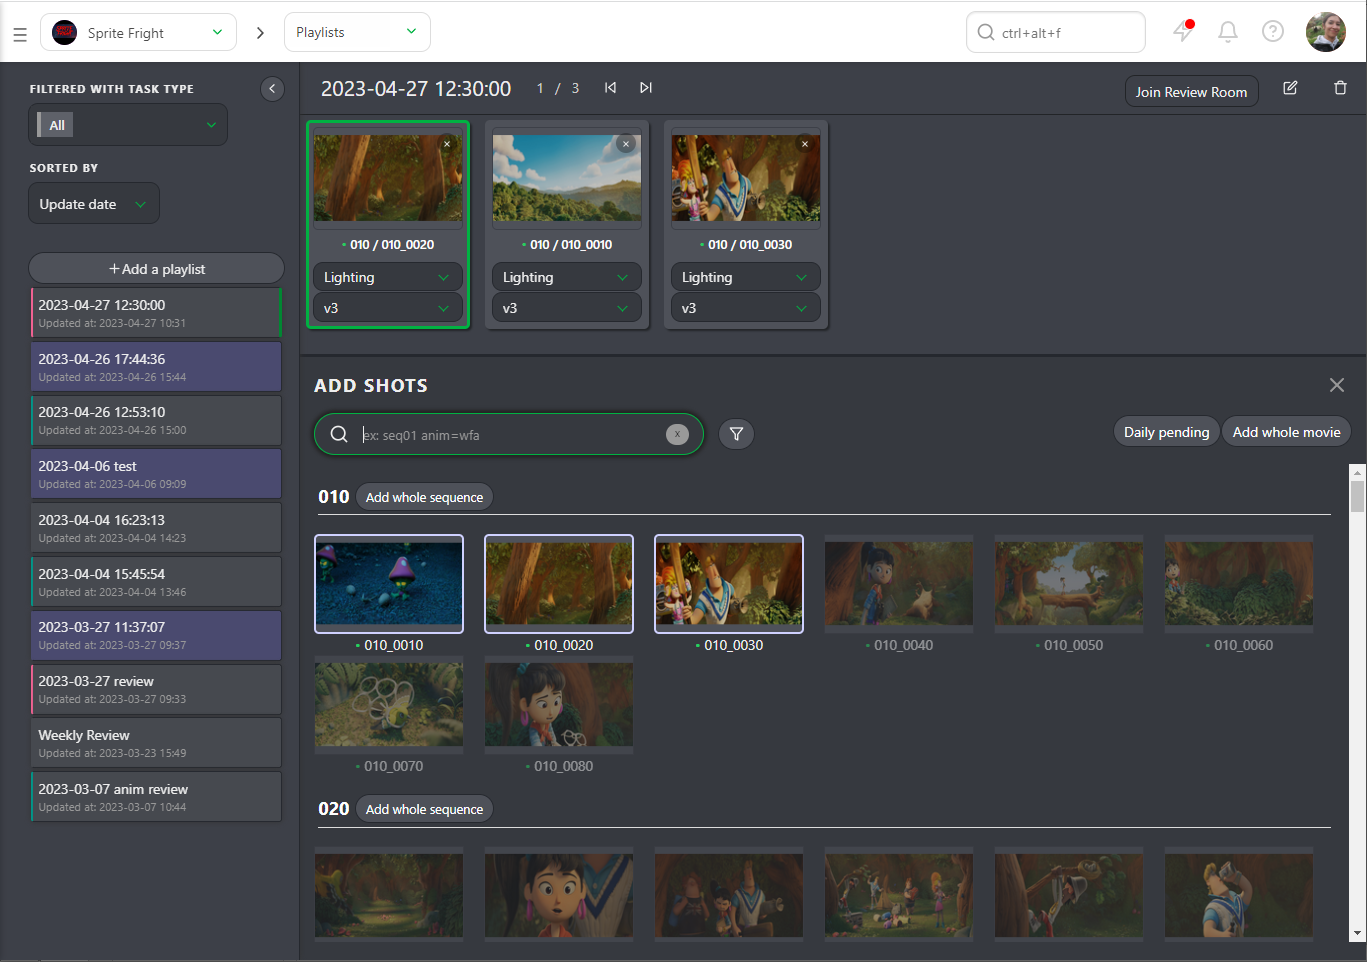 Sprite Fright
Playlists
ctrl+alt+f
FILTERED WITH TASK TYPE
All
SORTED BY
Update date
+ Add a playlist
2023-04-27 12:30:00
Updated at: 2023-04-27 10:31
2023-04-26 17:44:36
Updated at: 2023-04-26 15:44
2023-04-26 12:53:10
Updated at: 2023-04-26 15:00
2023-04-06 test
Updated at: 2023-04-06 09:09
2023-04-04 16:23:13
Updated at: 2023-04-04 14:23
2023-04-04 15:45:54
Updated at: 2023-04-04 13:46
2023-03-27 11:37:07
Updated at: 2023-03-27 09:37
2023-03-27 review
Updated at: 2023-03-27 09:33
Weekly Review
Updated at: 2023-03-23 15:49
2023-03-07 anim review
Updated at: 2023-03-07 10:44
2023-04-27 12:30:00
1 / 3
Join Review Room
010 / 010_0020
Lighting
v3
010 / 010_0010
Lighting
v3
010 / 010_0030
Lighting
v3
ADD SHOTS
ex: seq01 anim=wfa
x
Daily pending
Add whole movie
010
Add whole sequence
010_0010
010_0020
010_0030
010_0040
010_0050
010_0060
010_0070
010_0080
020
Add whole sequence